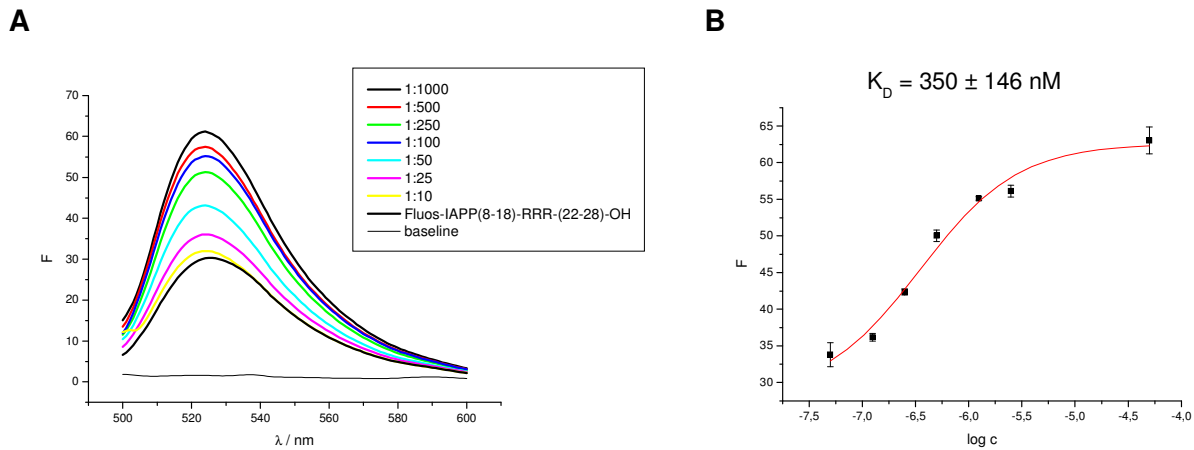 A
1:1000
1:500
1:250
1:100
1:50
1:25
1:10
Fluos-IAPP(8-18)-RRR-(22-28)-OH
baseline
70
60
50
40
30
20
10
0
F
500 520 540 560 580 600
λ / nm
B
K_D = 350 ± 146 nM
65
60
55
50
45
40
35
30
F
-7,5 -7,0 -6,5 -6,0 -5,5 -5,0 -4,5 -4,0
log c